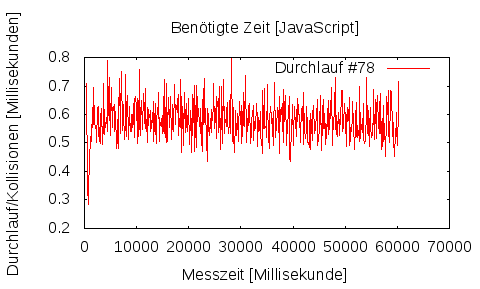 Benötigte Zeit [JavaScript]
Durchlauf/Kollisionen [Millisekunden]
Durchlauf #78
0.8
0.7
0.6
0.5
0.4
0.3
0.2
0 10000 20000 30000 40000 50000 60000 70000
Messzeit [Millisekunde]